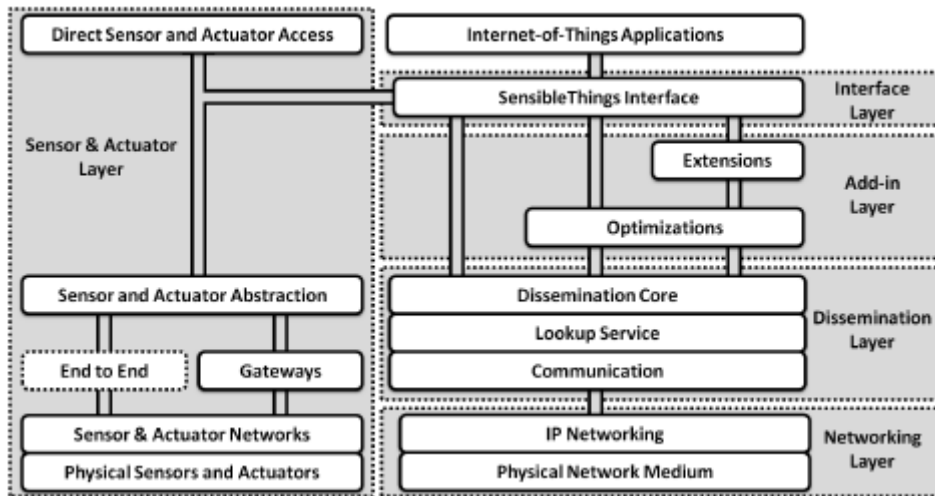 Direct Sensor and Actuator Access
Internet-of-Things Applications
SensibleThings Interface
Interface
Layer
Sensor & Actuator
Layer
Extensions
Add-in
Layer
Optimizations
Sensor and Actuator Abstraction
Dissemination Core
Lookup Service
Dissemination
Layer
End to End
Gateways
Communication
Sensor & Actuator Networks
IP Networking
Networking
Layer
Physical Sensors and Actuators
Physical Network Medium